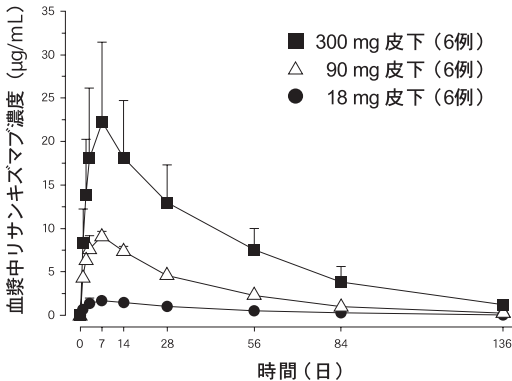 35
30
25
20
15
10
5
0
血漿中リサンキズマブ濃度（μg/mL）
300 mg 皮下（6例）
90 mg 皮下（6例）
18 mg 皮下（6例）
0 7 14 28 56 84 136
時間（日）